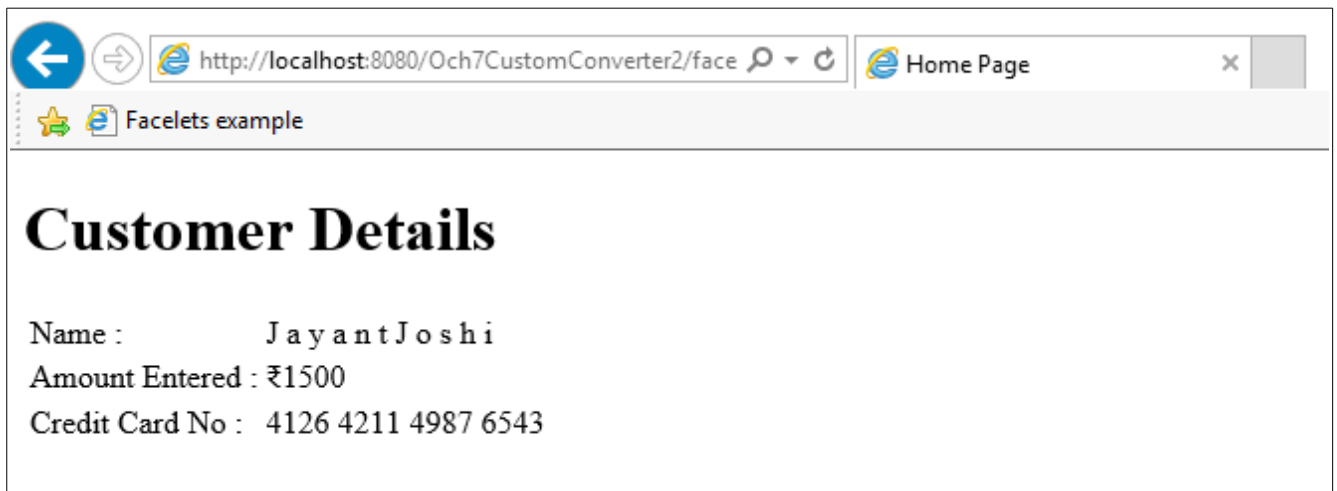 http://localhost:8080/Och7CustomConverter2/face
Home Page
Facelets example
Customer Details
Name : J a y a n t J o s h i
Amount Entered : ₹1500
Credit Card No : 4126 4211 4987 6543